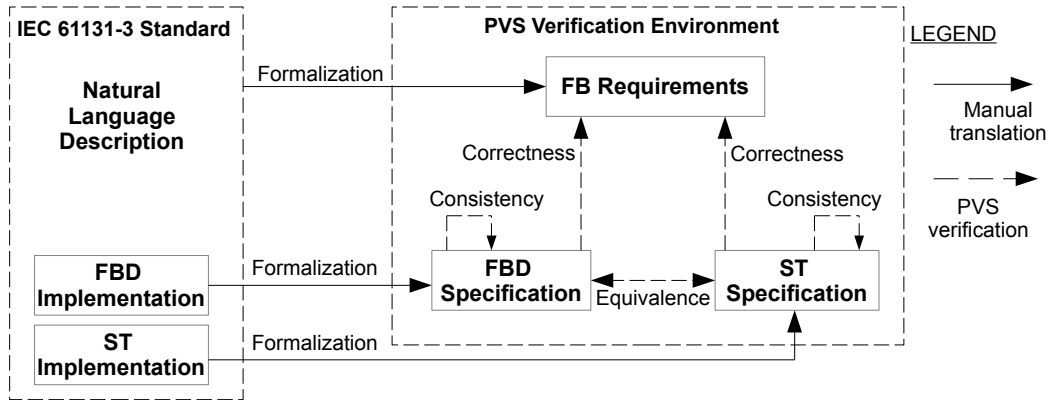 IEC 61131-3 Standard
PVS Verification Environment
LEGEND
Natural
Language
Description
Formalization
FB Requirements
Manual
translation
Correctness
Correctness
Consistency
Consistency
PVS
verification
FBD
Implementation
Formalization
FBD
Specification
Equivalence
ST
Specification
ST
Implementation
Formalization